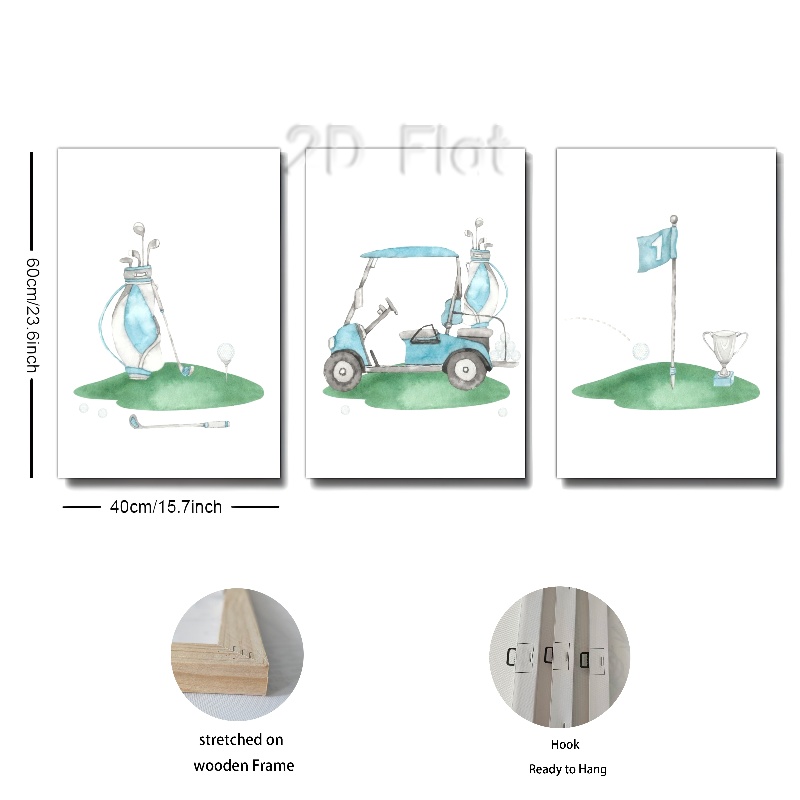 2D Flat
60cm/23.6inch
1
40cm/15.7inch
stretched on
wooden Frame
Hook
Ready to Hang